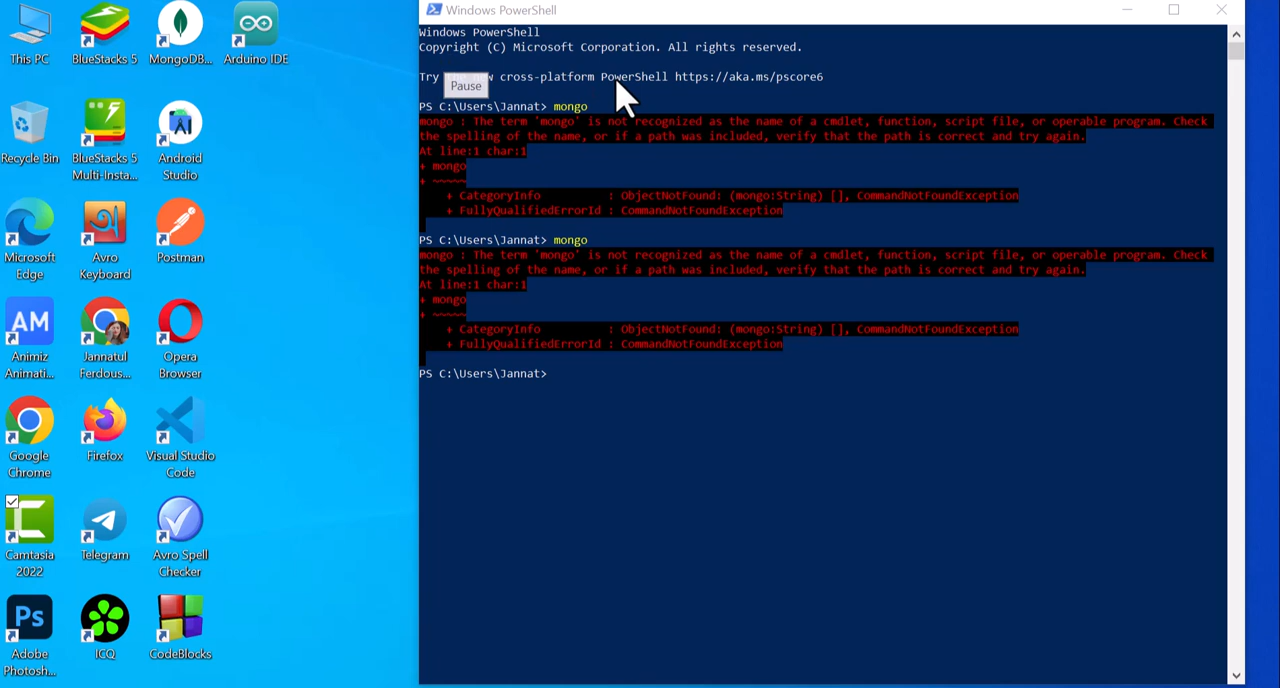 This PC
BlueStacks 5
MongoDB...
Arduino IDE
Recycle Bin
BlueStacks 5
Multi-Insta...
Android
Studio
Microsoft
Edge
Avro
Keyboard
Postman
AM
Animiz
Animati...
Jannatul
Ferdous...
Opera
Browser
Google
Chrome
Firefox
Visual Studio
Code
Camtasia
2022
Telegram
Avro Spell
Checker
Ps
Adobe
Photosh...
ICQ
CodeBlocks
Windows PowerShell
Windows PowerShell
Copyright (C) Microsoft Corporation. All rights reserved.
Try new cross-platform PowerShell https://aka.ms/pscore6
Pause
PS C:\Users\Jannat> mongo
mongo : The term 'mongo' is not recognized as the name of a cmdlet, function, script file, or operable program. Check
the spelling of the name, or if a path was included, verify that the path is correct and try again.
At line:1 char:1
+ mongo
+ ~~~~~
+ CategoryInfo : ObjectNotFound: (mongo:String) [], CommandNotFoundException
+ FullyQualifiedErrorId : CommandNotFoundException
PS C:\Users\Jannat> mongo
mongo : The term 'mongo' is not recognized as the name of a cmdlet, function, script file, or operable program. Check
the spelling of the name, or if a path was included, verify that the path is correct and try again.
At line:1 char:1
+ mongo
+ ~~~~~
+ CategoryInfo : ObjectNotFound: (mongo:String) [], CommandNotFoundException
+ FullyQualifiedErrorId : CommandNotFoundException
PS C:\Users\Jannat>